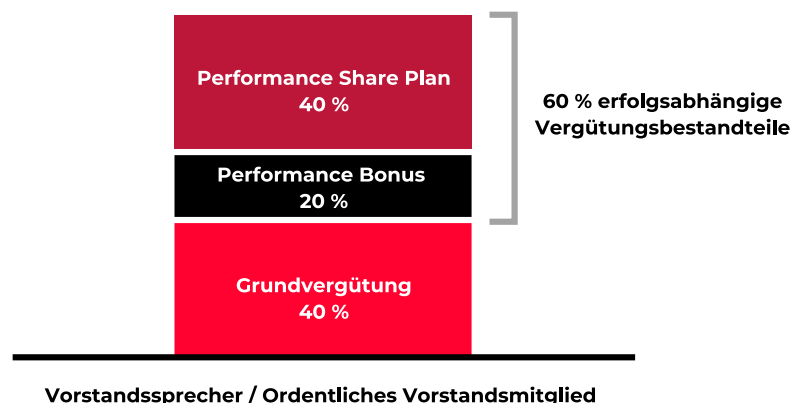 Performance Share Plan
40 %
60 % erfolgsabhängige
Vergütungsbestandteile
Performance Bonus
20 %
Grundvergütung
40 %
Vorstandssprecher / Ordentliches Vorstandsmitglied